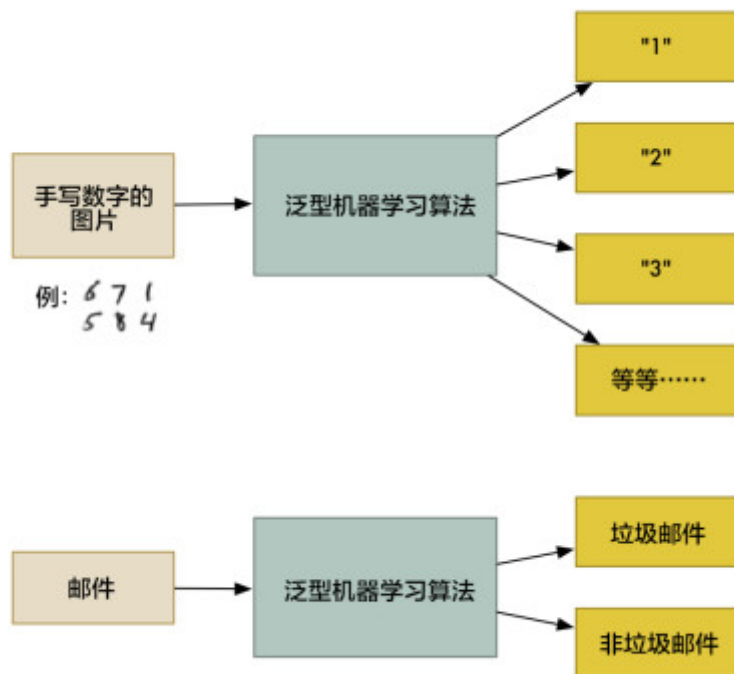 "1"
"2"
手写数字的
图片
泛型机器学习算法
"3"
例：6 7 1
5 8 4
等等……
垃圾邮件
邮件
泛型机器学习算法
非垃圾邮件